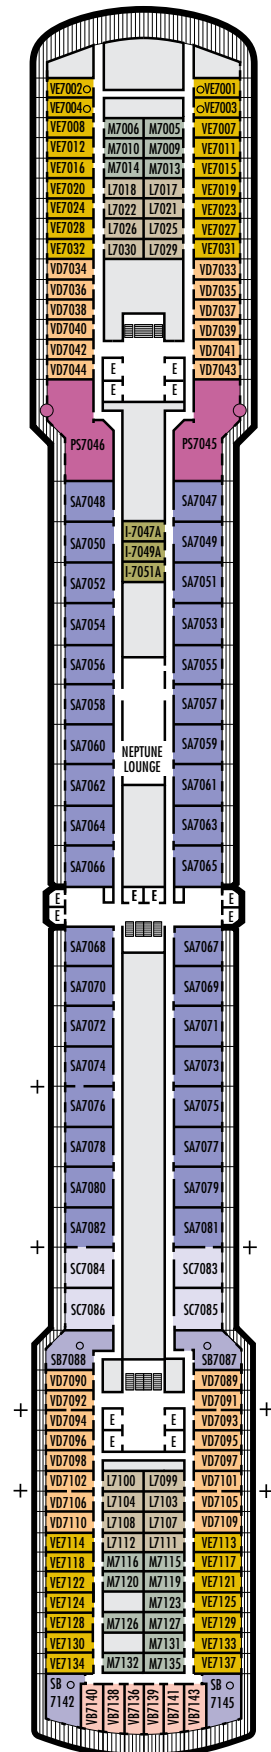 VE7002 VE7001
VE7004 VE7003
VE7008 M7006 M7005 VE7007
VE7012 M7010 M7009 VE7011
VE7016 M7014 M7013 VE7015
VE7020 L7018 L7017 VE7019
VE7024 L7022 L7021 VE7023
VE7028 L7026 L7025 VE7027
VE7032 L7030 L7029 VE7031
VD7034 VD7033
VD7036 VD7035
VD7038 VD7037
VD7040 VD7039
VD7042 VD7041
VD7044 E E VD7043
E E
PS7046 PS7045
SA7048 SA7047
I-7047A
SA7050 SA7049
I-7049A
I-7051A
SA7052 SA7051
SA7054 SA7053
SA7056 SA7055
SA7058 SA7057
SA7060 NEPTUNE SA7059
LOUNGE
SA7062 SA7061
SA7064 SA7063
SA7066 SA7065
E E E E
E E
SA7068 SA7067
SA7070 SA7069
SA7072 SA7071
SA7074 SA7073
SA7076 SA7075
SA7078 SA7077
SA7080 SA7079
SA7082 SA7081
SC7084 SC7083
SC7086 SC7085
SB7088 SB7087
VD7090 VD7089
VD7092 VD7091
VD7094 E E VD7093
VD7096 E E VD7095
VD7098 VD7097
VD7102 L7100 L7099 VD7101
VD7106 L7104 L7103 VD7105
VD7110 L7108 L7107 VD7109
VE7114 L7112 L7111 VE7113
VE7118 M7116 M7115 VE7117
VE7122 M7120 M7119 VE7121
VE7124 M7123 VE7125
VE7128 M7126 M7127 VE7129
VE7130 M7131 VE7133
VE7134 M7132 M7135 VE7137
SB SB
7142 VB7140 VB7138 VB7136 VB7139 VB7141 VB7143 7145